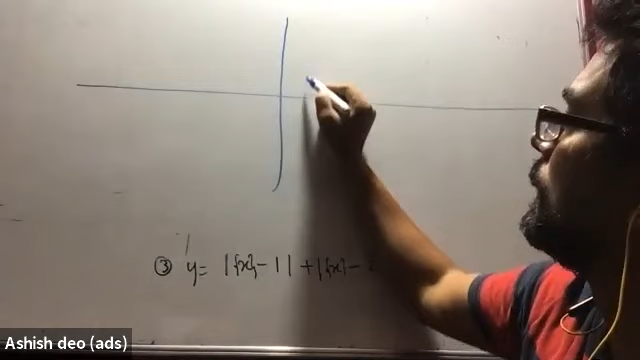 ③ y = |{x} - 1| + |{x} -
Ashish deo (ads)